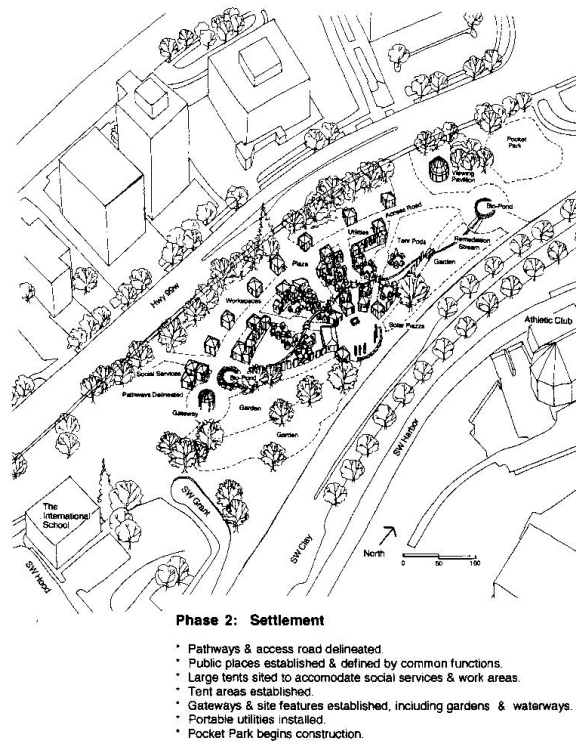 Pocket
Park
Viewing
Pavilion
Bio-Pond
Access Road
Utilities
Remediation
Stream
Tent Pods
Garden
Plaza
Hwy 99w
Workspaces
Solar Piazza
Athletic Club
Social Services
Pathways Delineated
Gateway
Garden
Garden
SW Harbor
The
International
School
SW Grant
SW Clay
SW Hood
North
0 50 100
Phase 2: Settlement
* Pathways & access road delineated.
* Public places established & defined by common functions.
* Large tents sited to accomodate social services & work areas.
* Tent areas established.
* Gateways & site features established, including gardens & waterways.
* Portable utilities installed.
* Pocket Park begins construction.